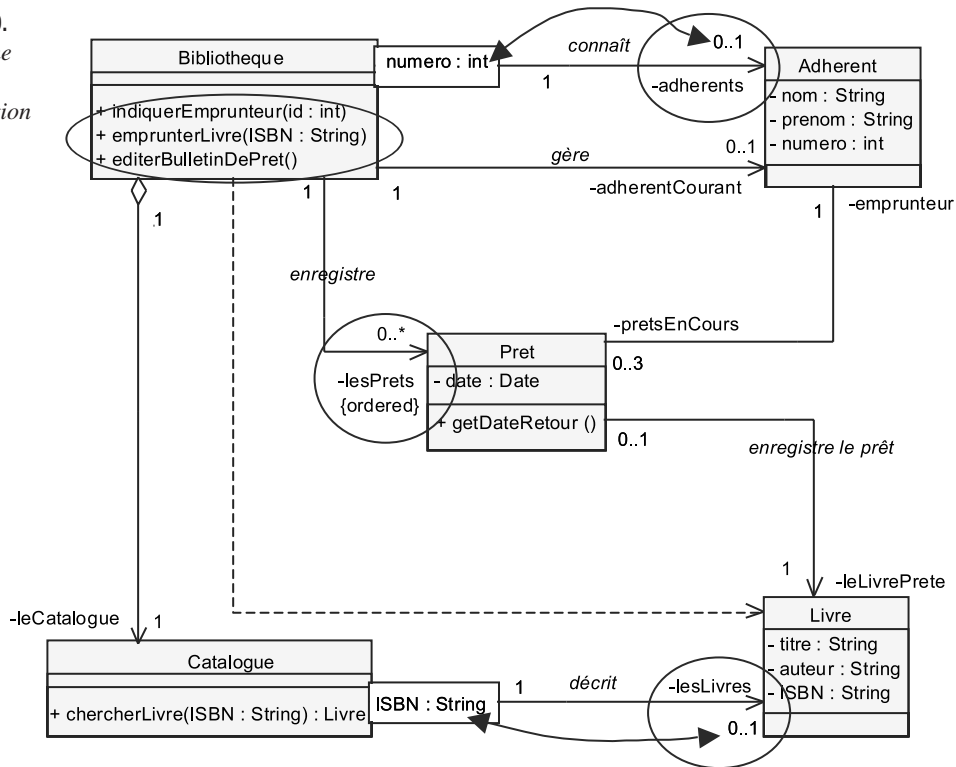 ).
ne
tion
Bibliotheque
+ indiquerEmprunteur(id : int)
+ emprunterLivre(ISBN : String)
+ editerBulletinDePret()
numero : int
1
connaît
0..1
-adherents
Adherent
- nom : String
- prenom : String
- numero : int
1
gère
0..1
-adherentCourant
1
enregistre
0..*
-lesPrets
{ordered}
1
-emprunteur
-pretsEnCours
0..3
Pret
- date : Date
+ getDateRetour ()
0..1
enregistre le prêt
1
-leLivrePrete
1
-leCatalogue
1
Catalogue
+ chercherLivre(ISBN : String) : Livre
ISBN : String
1
décrit
-lesLivres
0..1
Livre
- titre : String
- auteur : String
- ISBN : String